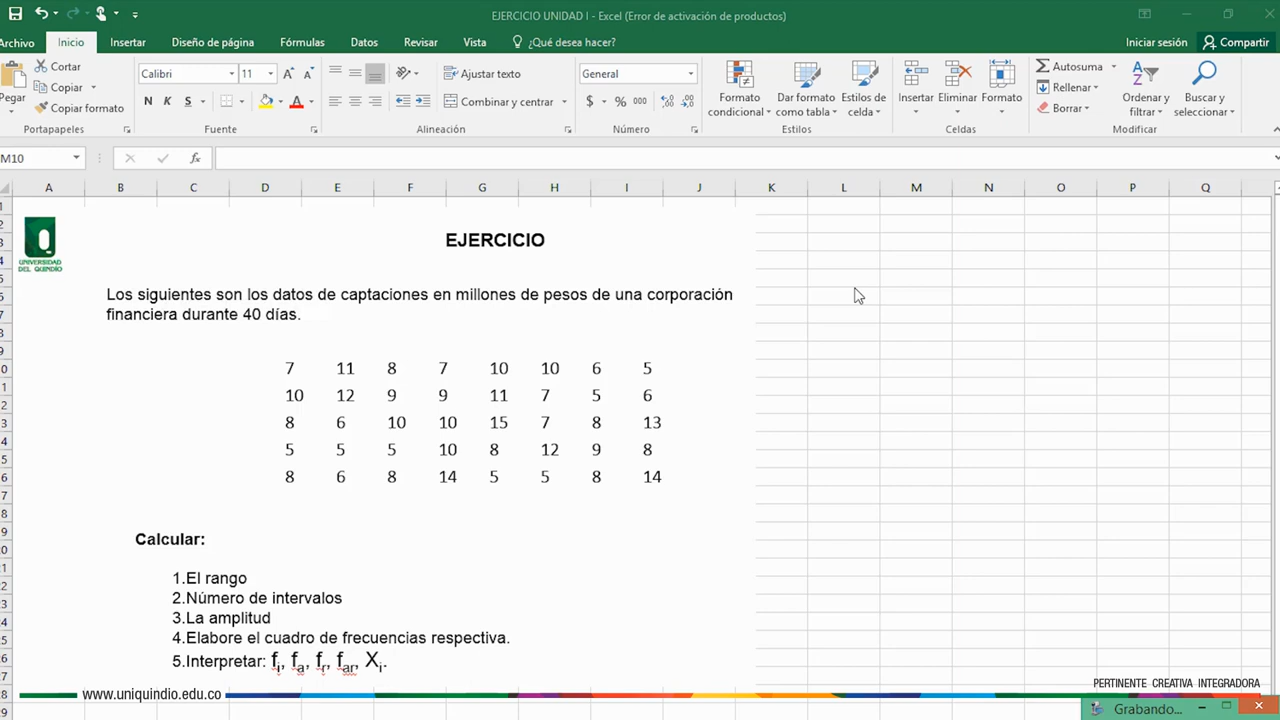 EJERCICIO UNIDAD I - Excel (Error de activación de productos)
Archivo Inicio Insertar Diseño de página Fórmulas Datos Revisar Vista ¿Qué desea hacer? Iniciar sesión Compartir
Cortar
Copiar
Copiar formato
Pegar
Portapapeles
Calibri 11
N K S
Fuente
Ajustar texto
Combinar y centrar
Alineación
General
$ % 000
Número
Formato condicional
Dar formato como tabla
Estilos de celda
Estilos
Insertar Eliminar Formato
Celdas
Autosuma
Rellenar
Borrar
Ordenar y filtrar
Buscar y seleccionar
Modificar
M10 fx
A B C D E F G H I J K L M N O P Q
UNIVERSIDAD
DEL QUINDÍO
EJERCICIO
Los siguientes son los datos de captaciones en millones de pesos de una corporación
financiera durante 40 días.
7 11 8 7 10 10 6 5
10 12 9 9 11 7 5 6
8 6 10 10 15 7 8 13
5 5 5 10 8 12 9 8
8 6 8 14 5 5 8 14
Calcular:
1.El rango
2.Número de intervalos
3.La amplitud
4.Elabore el cuadro de frecuencias respectiva.
5.Interpretar: fi, fa, fr, far, Xi.
www.uniquindio.edu.co
PERTINENTE CREATIVA INTEGRADORA
Grabando...